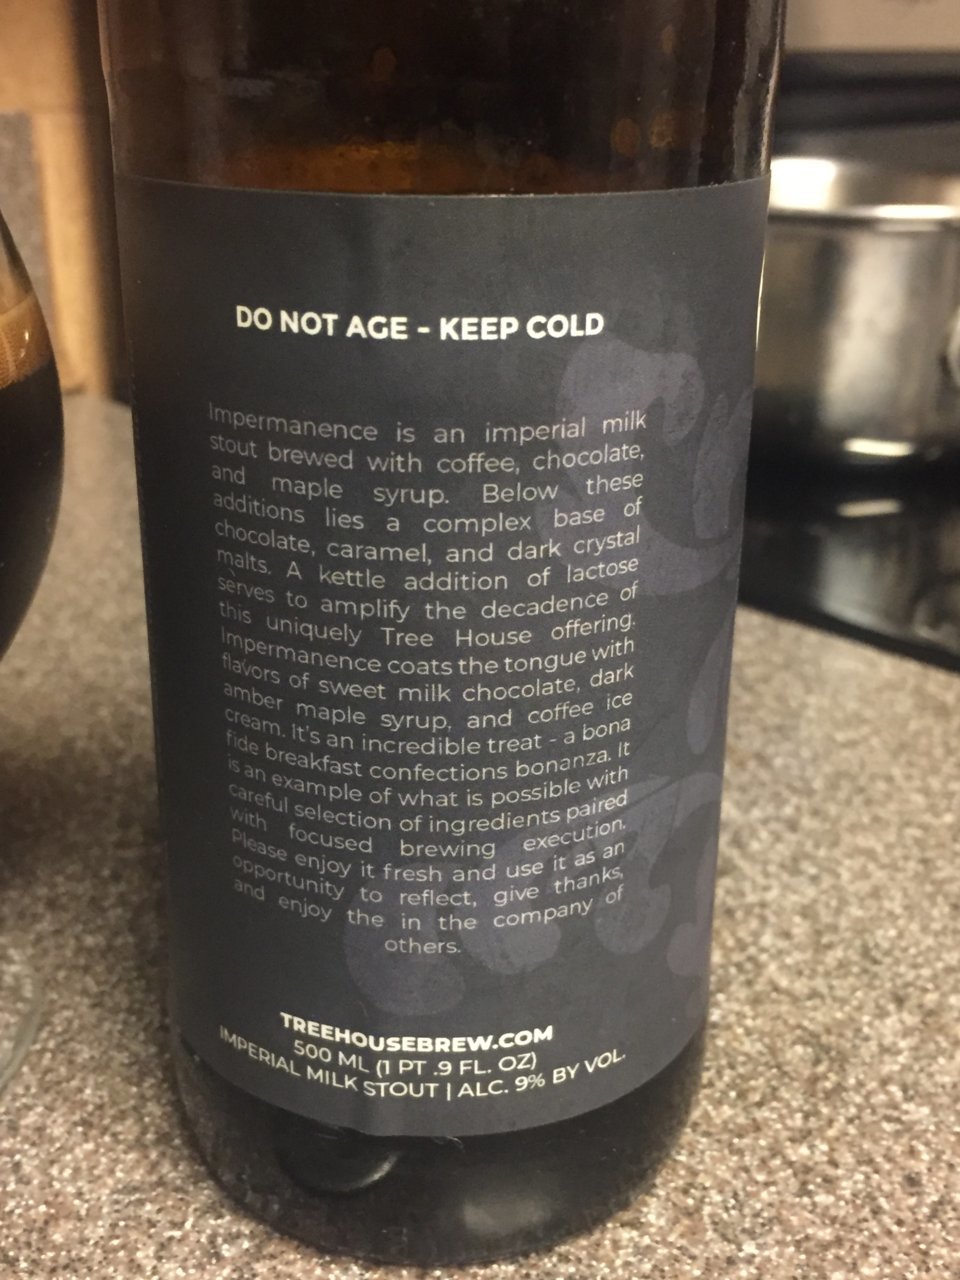 DO NOT AGE - KEEP COLD
Impermanence is an imperial milk
stout brewed with coffee, chocolate,
and maple syrup. Below these
additions lies a complex base of
chocolate, caramel, and dark crystal
malts. A kettle addition of lactose
serves to amplify the decadence of
this uniquely Tree House offering.
Impermanence coats the tongue with
flavors of sweet milk chocolate, dark
amber maple syrup, and coffee ice
cream. It's an incredible treat - a bona
fide breakfast confections bonanza. It
is an example of what is possible with
careful selection of ingredients paired
with focused brewing execution.
Please enjoy it fresh and use it as an
opportunity to reflect, give thanks,
and enjoy the in the company of
others.
TREEHOUSEBREW.COM
500 ML (1 PT .9 FL. OZ)
IMPERIAL MILK STOUT | ALC. 9% BY VOL.